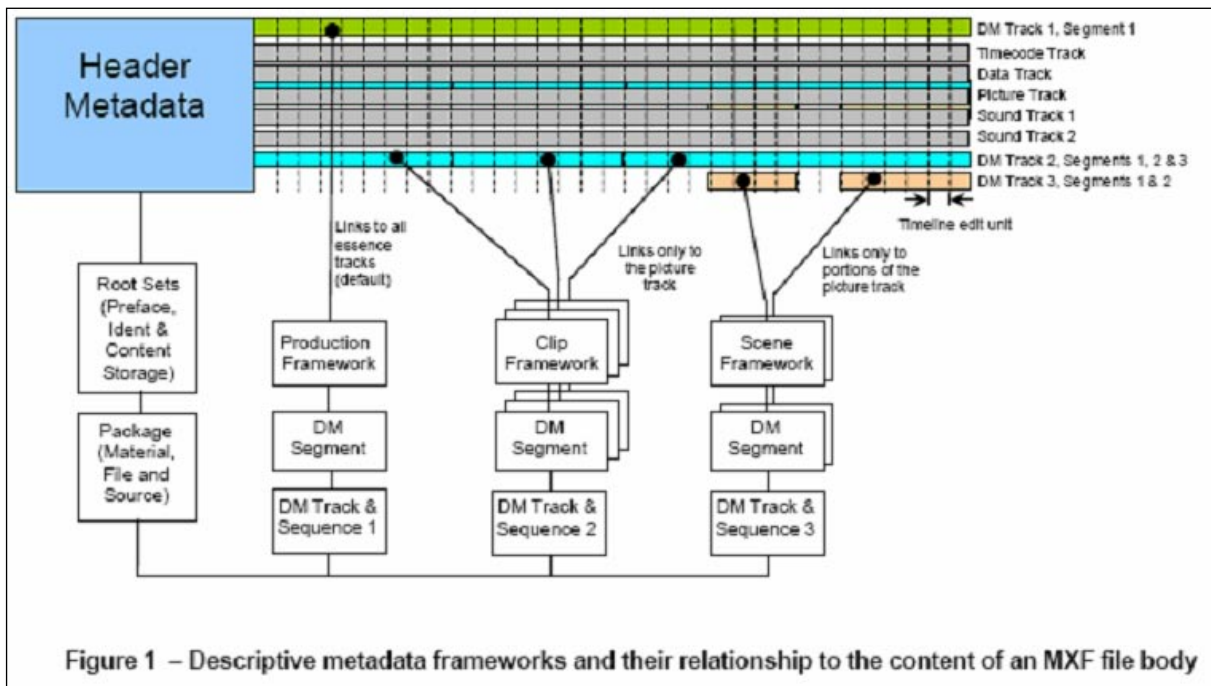 Header
Metadata
DM Track 1, Segment 1
Timecode Track
Data Track
Picture Track
Sound Track 1
Sound Track 2
DM Track 2, Segments 1, 2 & 3
DM Track 3, Segments 1 & 2
Timeline edit unit
Links to all
essence
tracks
(default)
Links only to
the picture
track
Links only to
portions of the
picture track
Root Sets
(Preface,
Ident &
Content
Storage)
Production
Framework
Clip
Framework
Scene
Framework
Package
(Material,
File and
Source)
DM
Segment
DM
Segment
DM
Segment
DM Track &
Sequence 1
DM Track &
Sequence 2
DM Track &
Sequence 3
Figure 1 – Descriptive metadata frameworks and their relationship to the content of an MXF file body